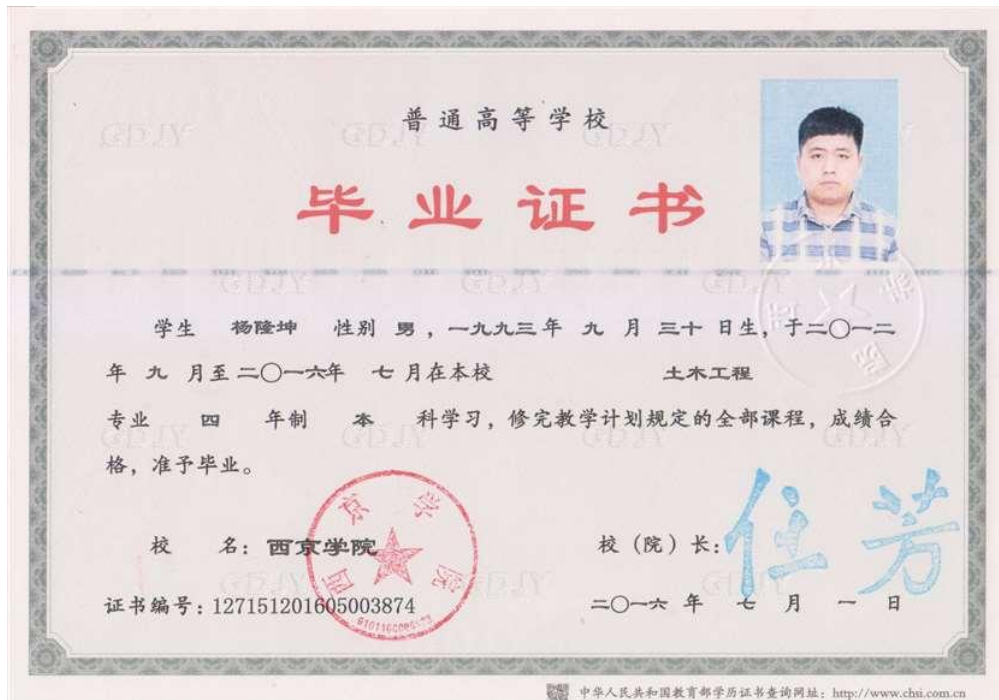 普通高等学校
毕业证书
学生 杨隆坤 性别 男，一九九三年 九 月 三十 日生，于二〇一二
年 九 月至二〇一六年 七 月在本校 土木工程
专业 四 年制 本 科学习，修完教学计划规定的全部课程，成绩合
格，准予毕业。
校 名：西京学院
校（院）长：任芳
证书编号：127151201605003874
二〇一六 年 七 月 一 日
西京学院
GDJY
中华人民共和国教育部学历证书查询网址：http://www.chsi.com.cn